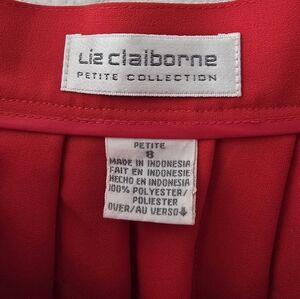 Liz claiborne
PETITE COLLECTION
PETITE
8
MADE IN INDONESIA
FAIT EN INDONESIE
HECHO EN INDONESIA
100% POLYESTER/
POLIESTER
OVER/AU VERSO↓